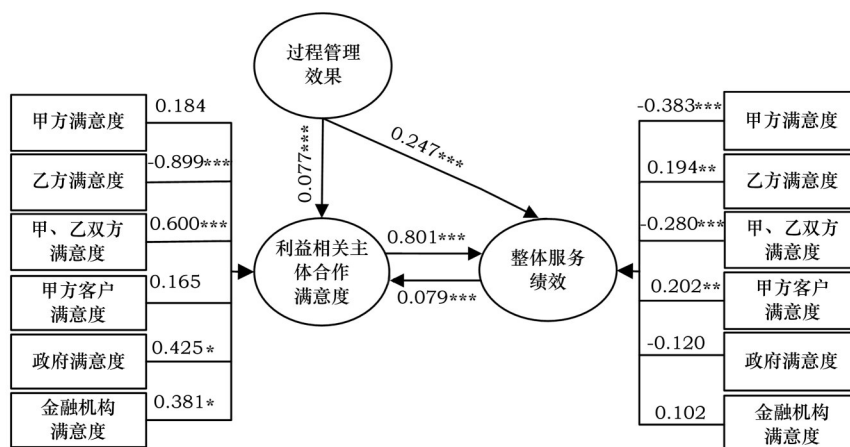 过程管理
效果
甲方满意度
0.184
乙方满意度
-0.899***
甲、乙双方
满意度
0.600***
甲方客户
满意度
0.165
政府满意度
0.425*
金融机构
满意度
0.381*
0.077***
0.247***
利益相关主
体合作
满意度
0.801***
0.079***
整体服务
绩效
-0.383***
甲方满意度
0.194**
乙方满意度
-0.280***
甲、乙双方
满意度
0.202**
甲方客户
满意度
-0.120
政府满意度
0.102
金融机构
满意度